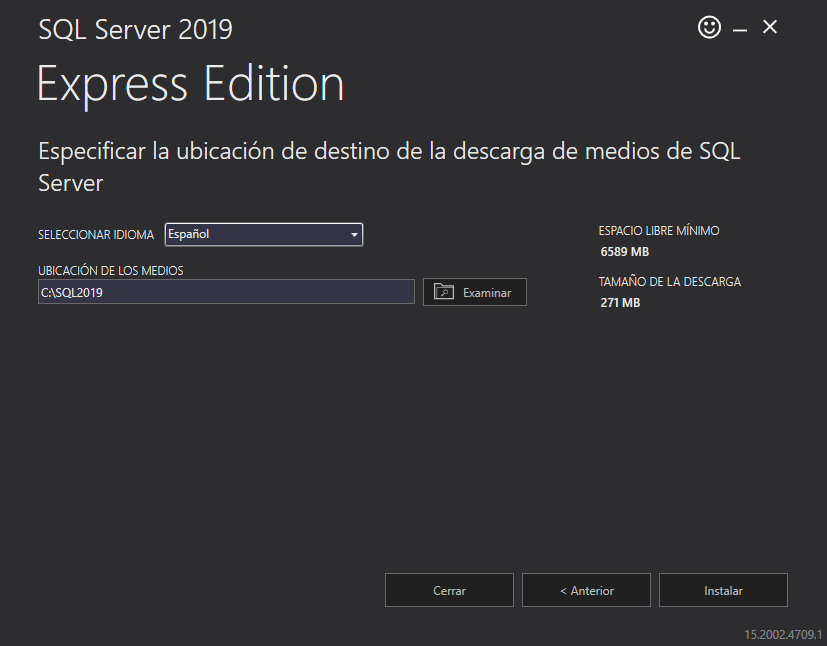 SQL Server 2019
Express Edition
Especificar la ubicación de destino de la descarga de medios de SQL
Server
SELECCIONAR IDIOMA Español
UBICACIÓN DE LOS MEDIOS
C:\SQL2019 Examinar
ESPACIO LIBRE MÍNIMO
6589 MB
TAMAÑO DE LA DESCARGA
271 MB
Cerrar < Anterior Instalar
15.2002.4709.1